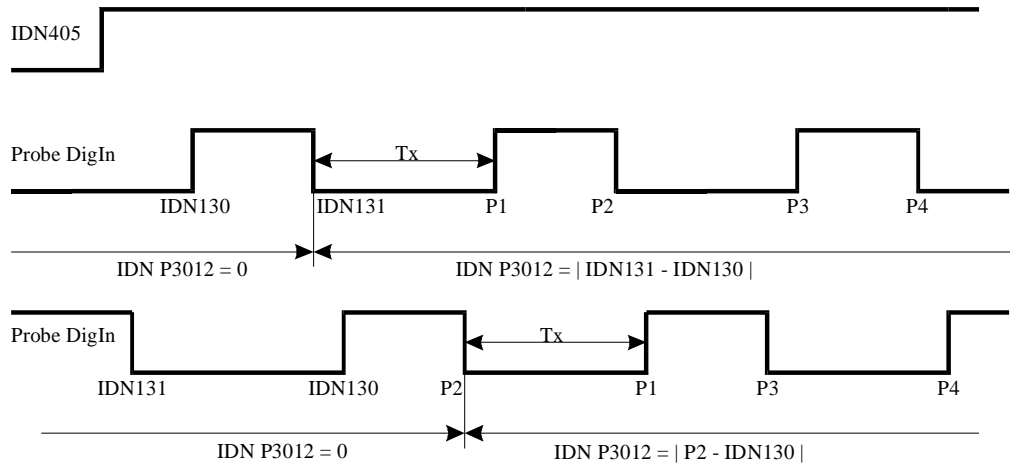 IDN405
Probe DigIn
Tx
IDN130 IDN131 P1 P2 P3 P4
IDN P3012 = 0 IDN P3012 = | IDN131 - IDN130 |
Probe DigIn
Tx
IDN131 IDN130 P2 P1 P3 P4
IDN P3012 = 0 IDN P3012 = | P2 - IDN130 |